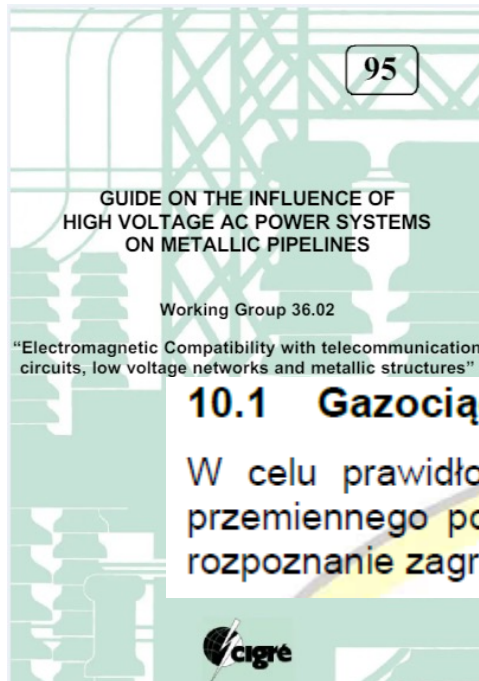 95
GUIDE ON THE INFLUENCE OF
HIGH VOLTAGE AC POWER SYSTEMS
ON METALLIC PIPELINES
Working Group 36.02
“Electromagnetic Compatibility with telecommunication
circuits, low voltage networks and metallic structures”
10.1 Gazocią
W celu prawidło
przemiennego po
rozpoznanie zagr
cigré